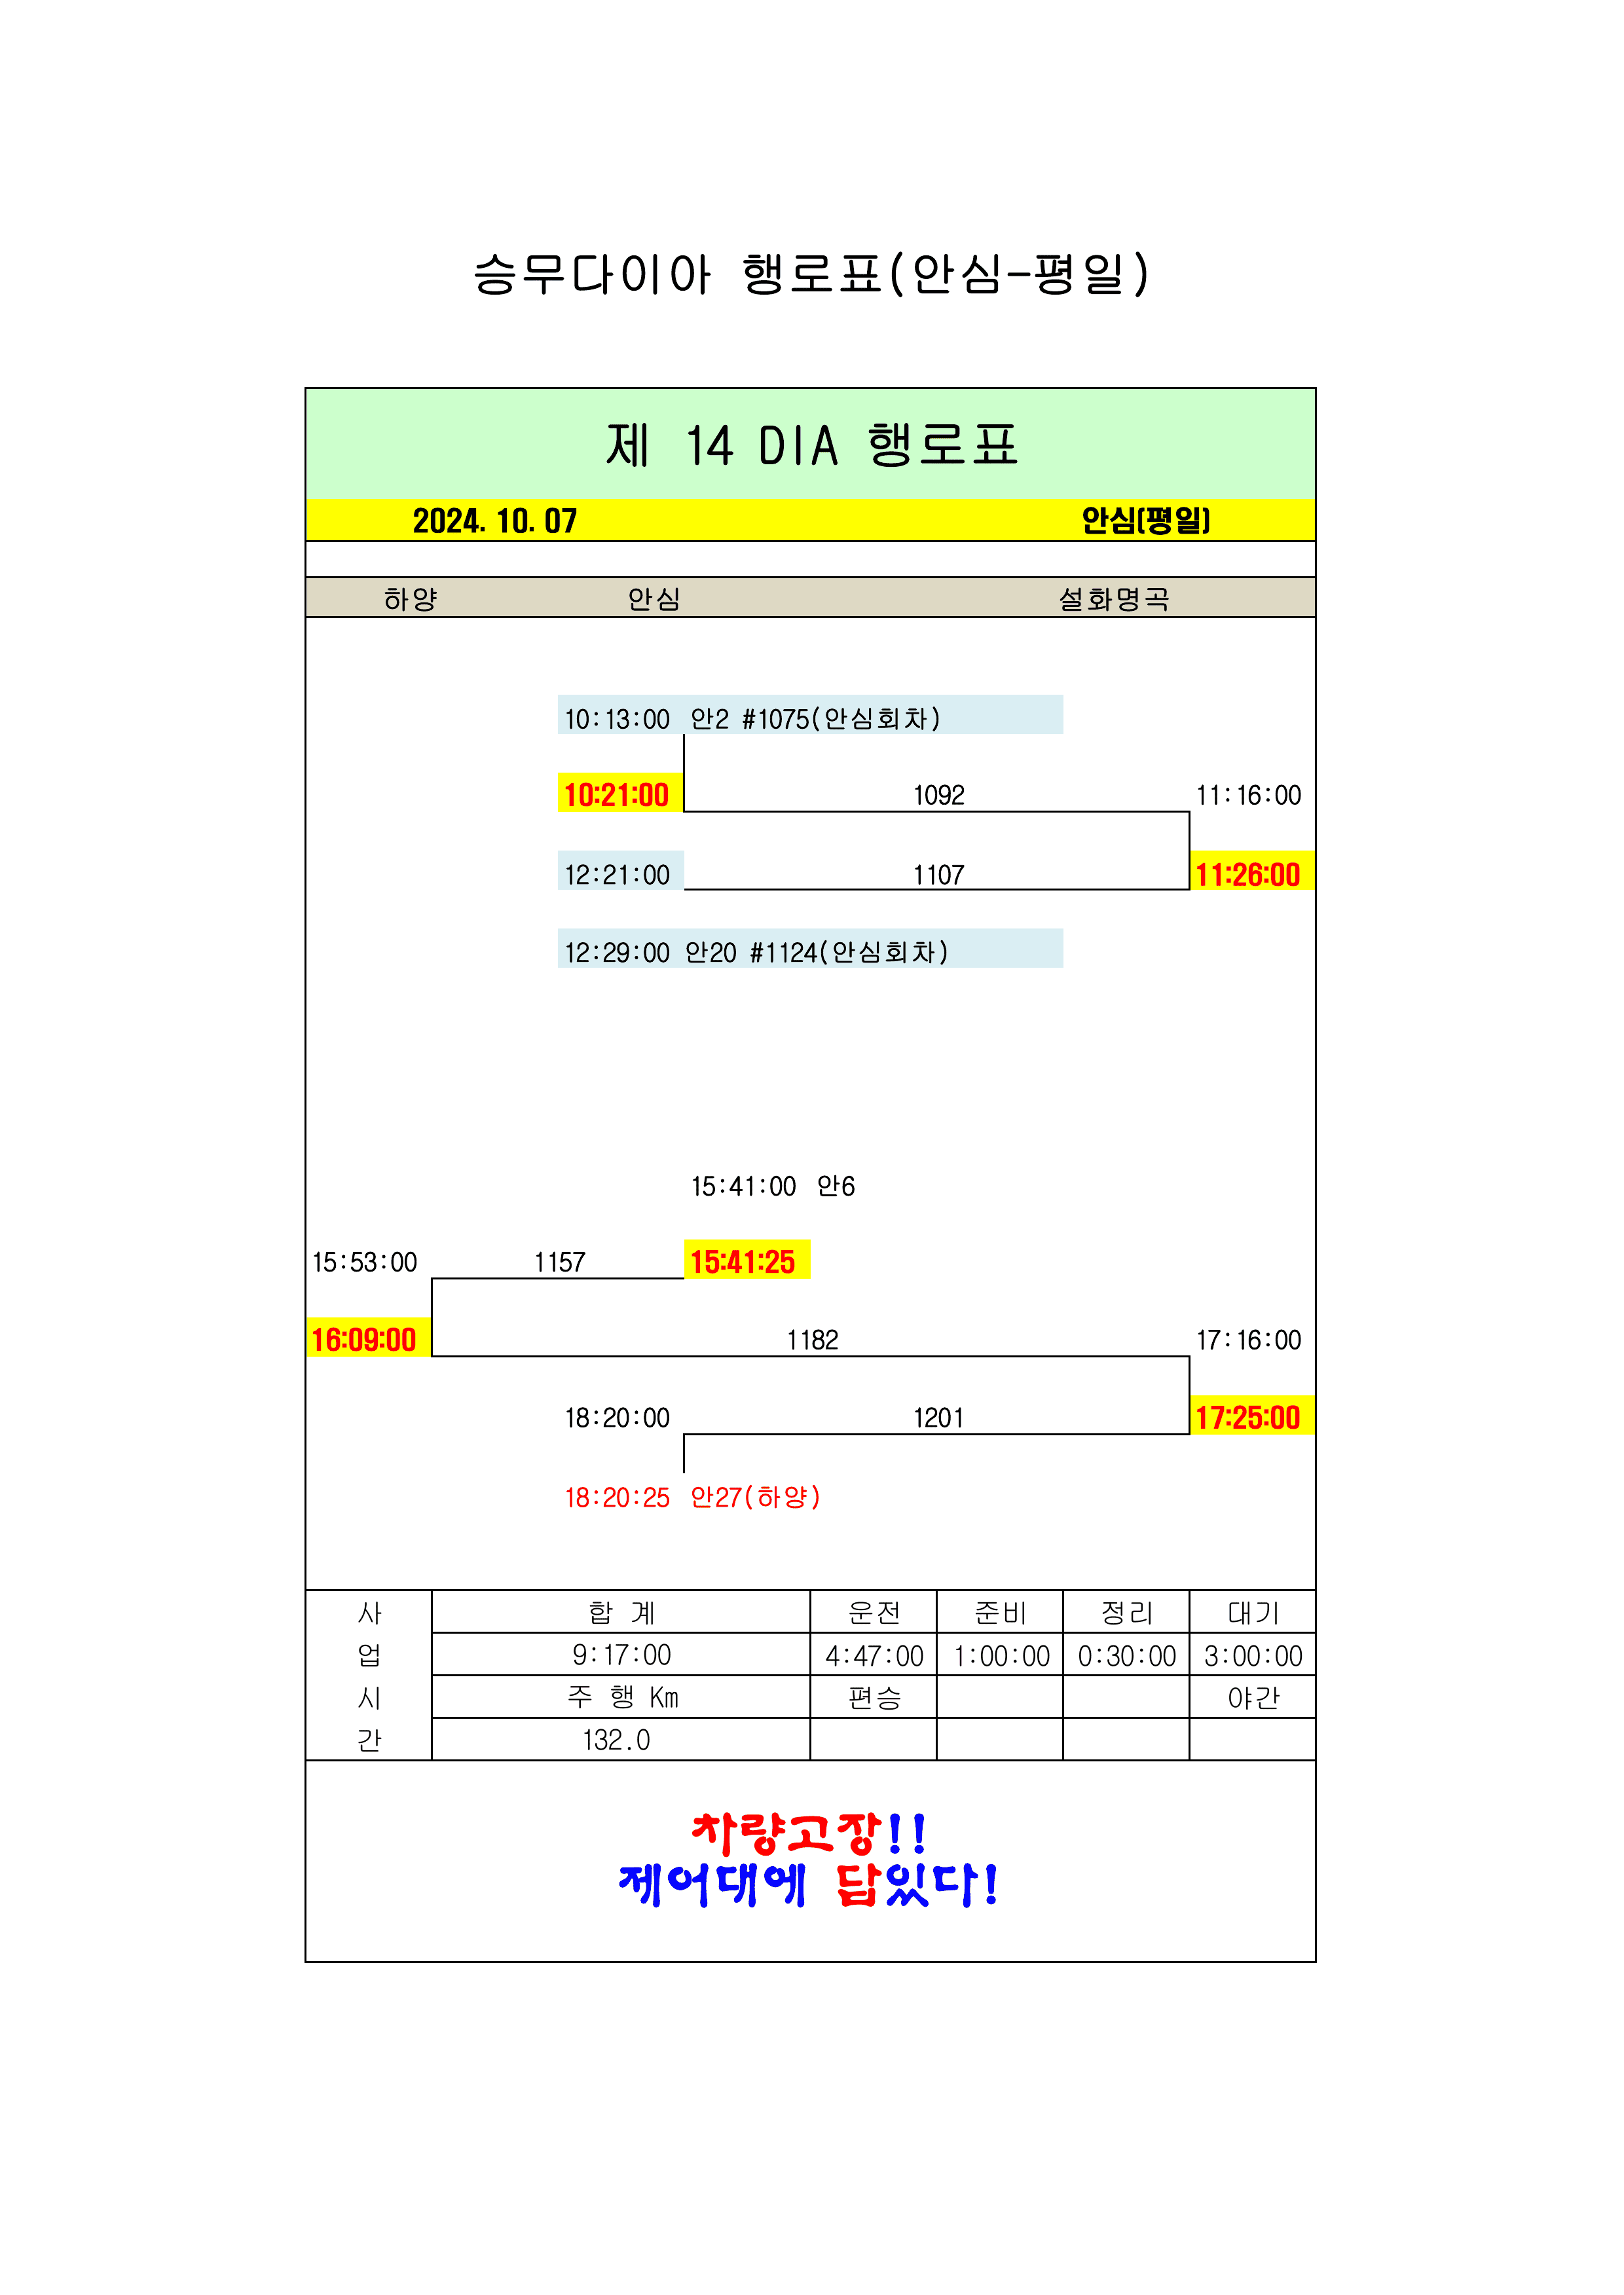 승무다이아 행로표(안심-평일)
제 14 DIA 행로표
2024. 10. 07 안심(평일)
하양 안심 설화명곡
10:13:00 안2 #1075(안심회차)
10:21:00 1092 11:16:00
12:21:00 1107 11:26:00
12:29:00 안20 #1124(안심회차)
15:41:00 안6
15:53:00 1157 15:41:25
16:09:00 1182 17:16:00
18:20:00 1201 17:25:00
18:20:25 안27(하양)
사 합 계 운전 준비 정리 대기
업 9:17:00 4:47:00 1:00:00 0:30:00 3:00:00
시 주 행 Km 편승 야간
간 132.0
차량고장!!
제어대에 답있다!